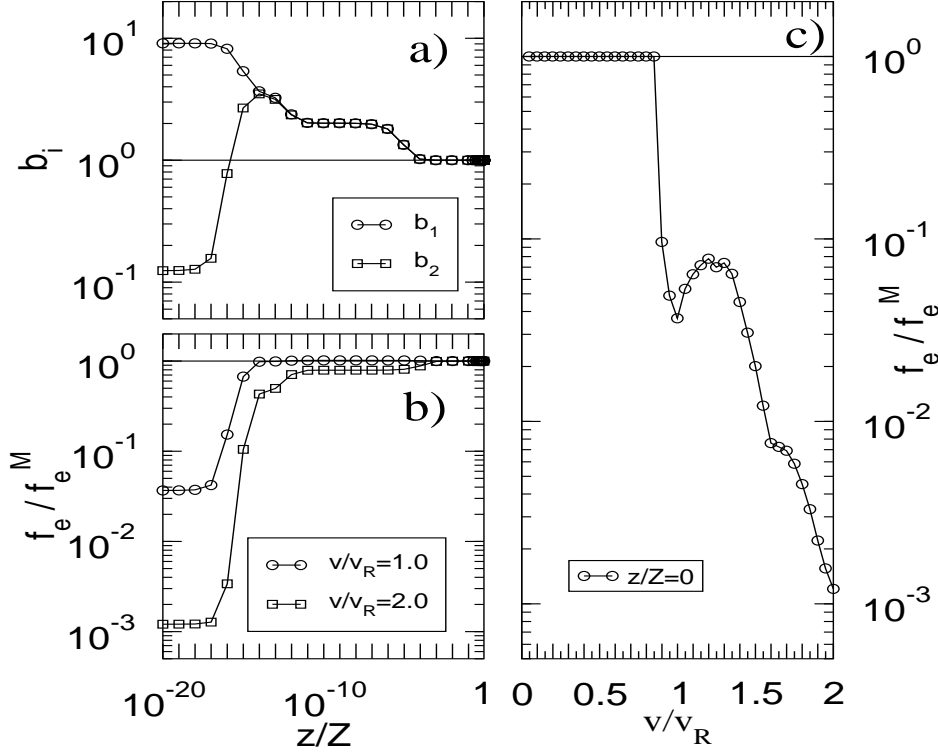 a)
10^1
10^0
10^-1
b_i
b_1
b_2
b)
10^0
10^-1
10^-2
10^-3
f_e / f_e^M
v/v_R=1.0
v/v_R=2.0
10^-20
10^-10
1
z/Z
c)
10^0
10^-1
10^-2
10^-3
f_e / f_e^M
z/Z=0
0
0.5
1
1.5
2
v/v_R